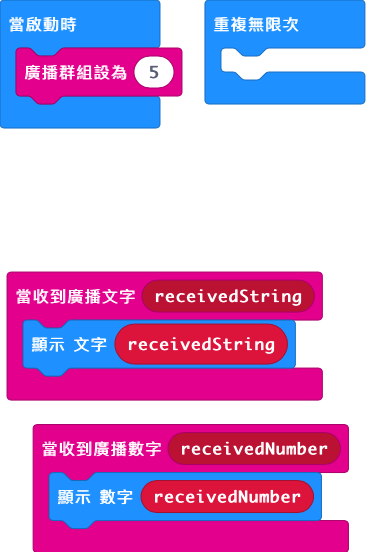 當啟動時
廣播群組設為 5
重複無限次
當收到廣播文字 receivedString
顯示 文字 receivedString
當收到廣播數字 receivedNumber
顯示 數字 receivedNumber